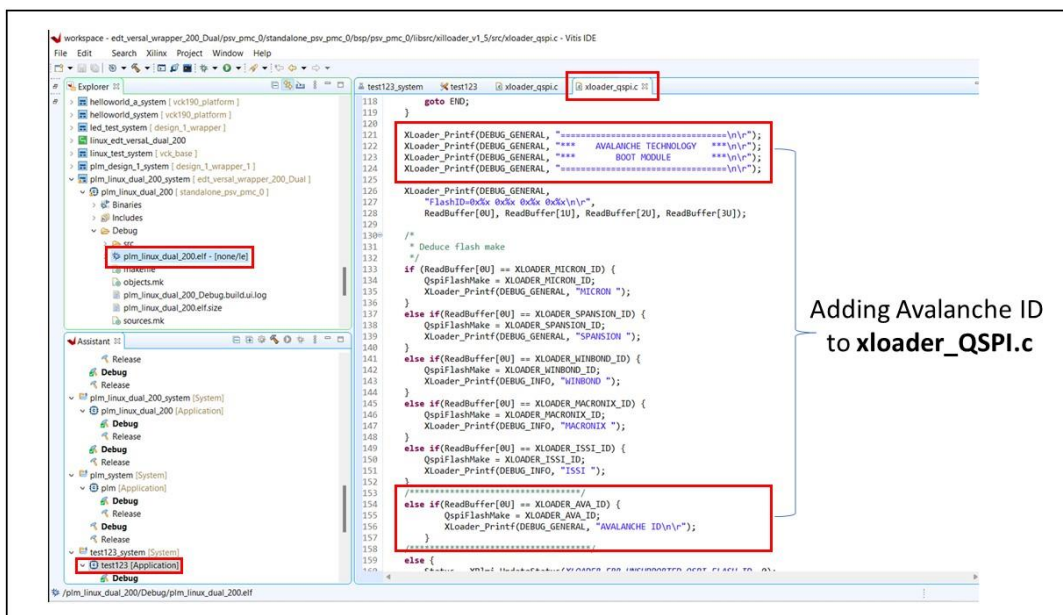 workspace - edt_versal_wrapper_200_Dual/psv_pmc_0/standalone_psv_pmc_0/bsp/psv_pmc_0/libsrc/xilloader_v1_5/src/xloader_qspi.c - Vitis IDE
File Edit Search Xilinx Project Window Help
Explorer
helloworld_a_system [ vck190_platform ]
helloworld_system [ vck190_platform ]
led_test_system [ design_1_wrapper ]
linux_edt_versaL_dual_200
linux_test_system [ vck_base ]
plm_design_1_system [ design_1_wrapper_1 ]
plm_linux_dual_200_system [ edt_versal_wrapper_200_Dual ]
plm_linux_dual_200 [ standalone_psv_pmc_0 ]
Binaries
Includes
Debug
src
plm_linux_dual_200.elf - [none/le]
makefile
objects.mk
plm_linux_dual_200_Debug.build.ui.log
plm_linux_dual_200.elf.size
sources.mk
Assistant
Release
Debug
Release
plm_linux_dual_200_system [System]
plm_linux_dual_200 [Application]
Debug
Release
Debug
Release
plm_system [System]
plm [Application]
Debug
Release
Debug
Release
test123_system [System]
test123 [Application]
Debug
/plm_linux_dual_200/Debug/plm_linux_dual_200.elf
test123_system test123 xloader_qspi.c xloader_qspi.c
118 goto END;
119 }
120
121 XLoader_Printf(DEBUG_GENERAL, "=================================\n\r");
122 XLoader_Printf(DEBUG_GENERAL, "*** AVALANCHE TECHNOLOGY ***\n\r");
123 XLoader_Printf(DEBUG_GENERAL, "*** BOOT MODULE ***\n\r");
124 XLoader_Printf(DEBUG_GENERAL, "=================================\n\r");
125
126 XLoader_Printf(DEBUG_GENERAL,
127 "FlashID=0x%x 0x%x 0x%x 0x%x\n\r",
128 ReadBuffer[0U], ReadBuffer[1U], ReadBuffer[2U], ReadBuffer[3U]);
129
130 /*
131 * Deduce flash make
132 */
133 if (ReadBuffer[0U] == XLOADER_MICRON_ID) {
134 QspiFlashMake = XLOADER_MICRON_ID;
135 XLoader_Printf(DEBUG_GENERAL, "MICRON ");
136 }
137 else if(ReadBuffer[0U] == XLOADER_SPANSION_ID) {
138 QspiFlashMake = XLOADER_SPANSION_ID;
139 XLoader_Printf(DEBUG_GENERAL, "SPANSION ");
140 }
141 else if(ReadBuffer[0U] == XLOADER_WINBOND_ID) {
142 QspiFlashMake = XLOADER_WINBOND_ID;
143 XLoader_Printf(DEBUG_INFO, "WINBOND ");
144 }
145 else if(ReadBuffer[0U] == XLOADER_MACRONIX_ID) {
146 QspiFlashMake = XLOADER_MACRONIX_ID;
147 XLoader_Printf(DEBUG_INFO, "MACRONIX ");
148 }
149 else if(ReadBuffer[0U] == XLOADER_ISSI_ID) {
150 QspiFlashMake = XLOADER_ISSI_ID;
151 XLoader_Printf(DEBUG_INFO, "ISSI ");
152 }
153 /**********************************/
154 else if(ReadBuffer[0U] == XLOADER_AVA_ID) {
155 QspiFlashMake = XLOADER_AVA_ID;
156 XLoader_Printf(DEBUG_GENERAL, "AVALANCHE ID\n\r");
157 }
158 /************************************/
159 else {
Status = XPlmi_UpdateStatus(XLOADER_ERR_UNSUPPORTED_QSPI_FLASH_ID, 0);
Adding Avalanche ID
to xloader_QSPI.c